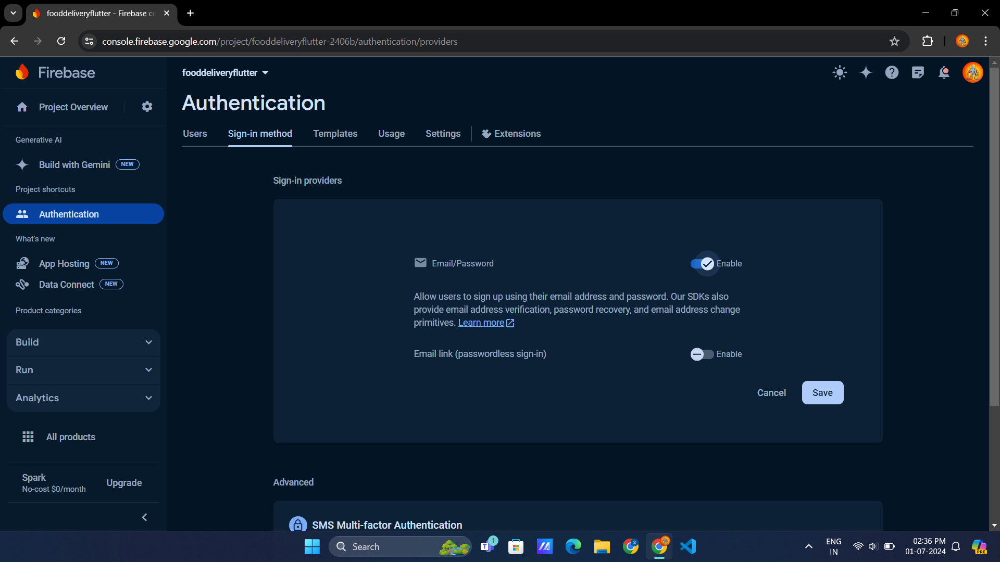 fooddeliveryflutter - Firebase co
console.firebase.google.com/project/fooddeliveryflutter-2406b/authentication/providers
Firebase
fooddeliveryflutter
Project Overview
Authentication
Users Sign-in method Templates Usage Settings Extensions
Generative AI
Build with Gemini NEW
Project shortcuts
Authentication
What's new
App Hosting NEW
Data Connect NEW
Product categories
Build
Run
Analytics
All products
Spark
No-cost $0/month
Upgrade
Sign-in providers
Email/Password Enable
Allow users to sign up using their email address and password. Our SDKs also
provide email address verification, password recovery, and email address change
primitives. Learn more
Email link (passwordless sign-in) Enable
Cancel Save
Advanced
SMS Multi-factor Authentication
Search
T
1
S
ENG
IN
02:36 PM
01-07-2024
PRE